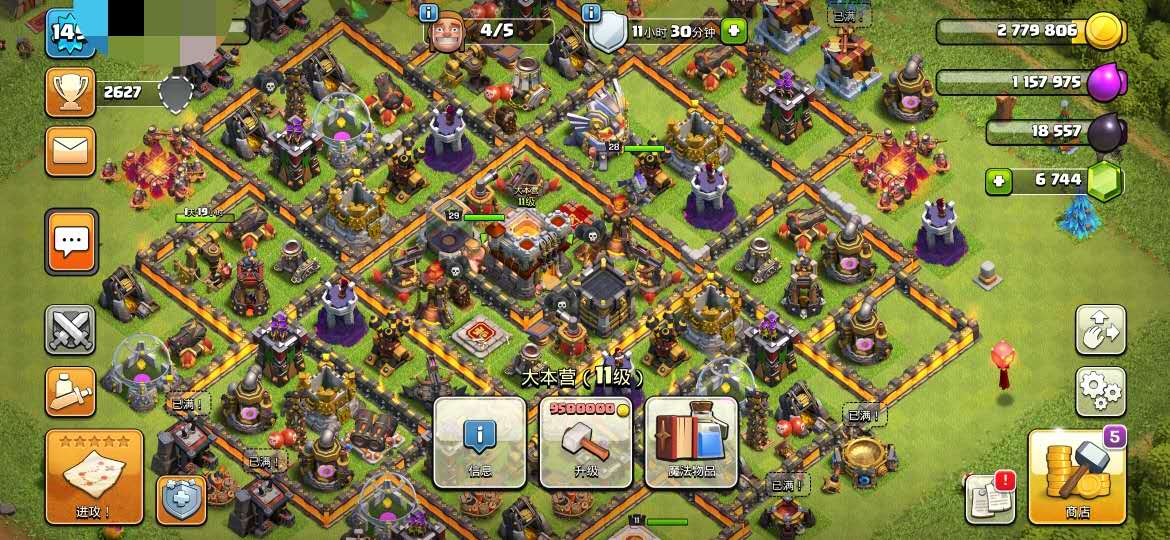 已满！
4/5
11小时 30分钟
2 779 806
2627
1 157 975
18 557
28
6 744
大本营
11级
29
大本营（11级）
9500000
信息
升级
魔法物品
已满！
已满！
已满！
已满！
进攻！
5
商店
11